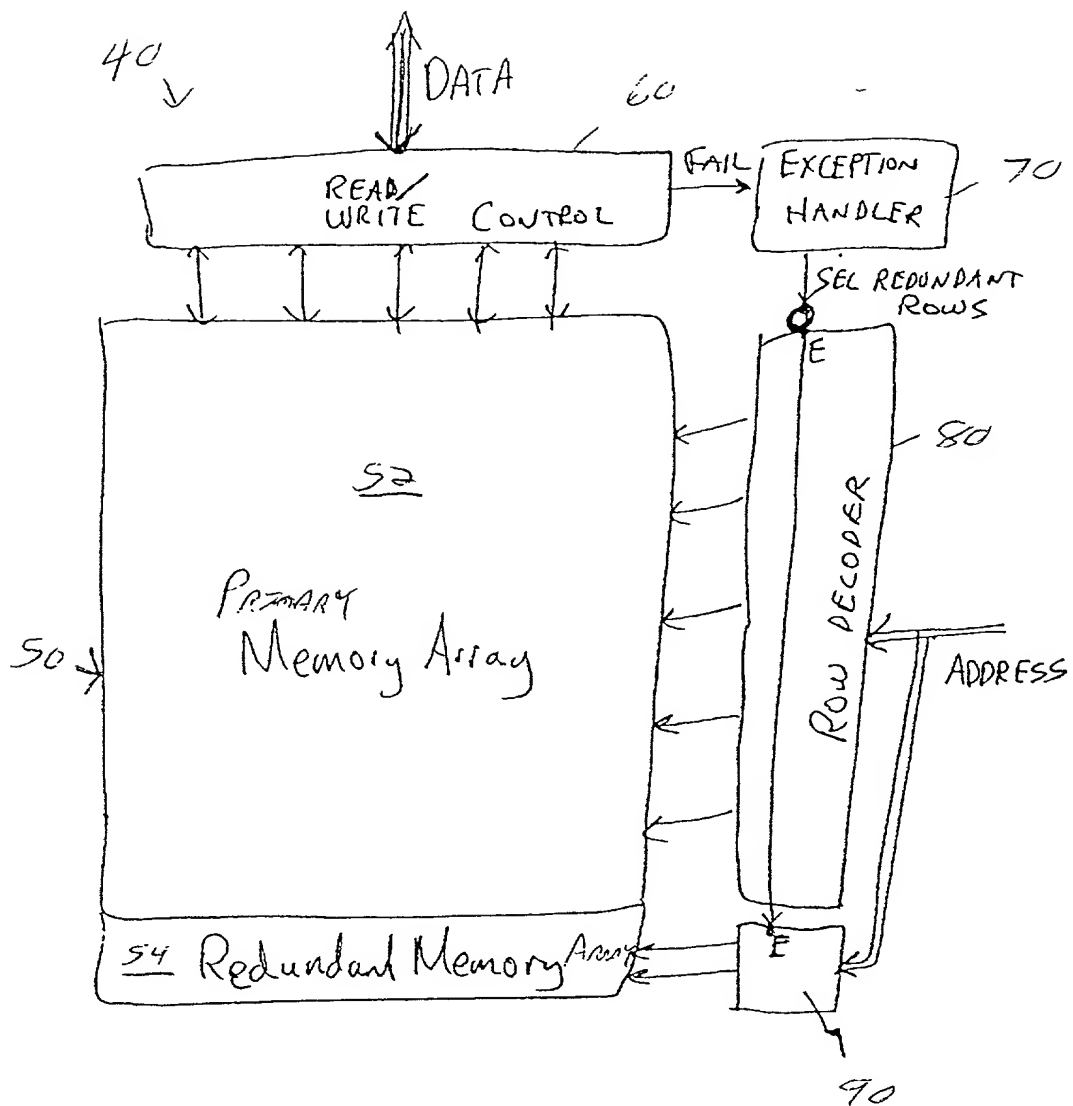 40
DATA
60
READ/
WRITE CONTROL
FAIL
EXCEPTION
HANDLER
70
SEL REDUNDANT
ROWS
E
80
52
ROW DECODER
PRIMARY
Memory Array
50
ADDRESS
54 Redundant Memory ARRAY
E
90